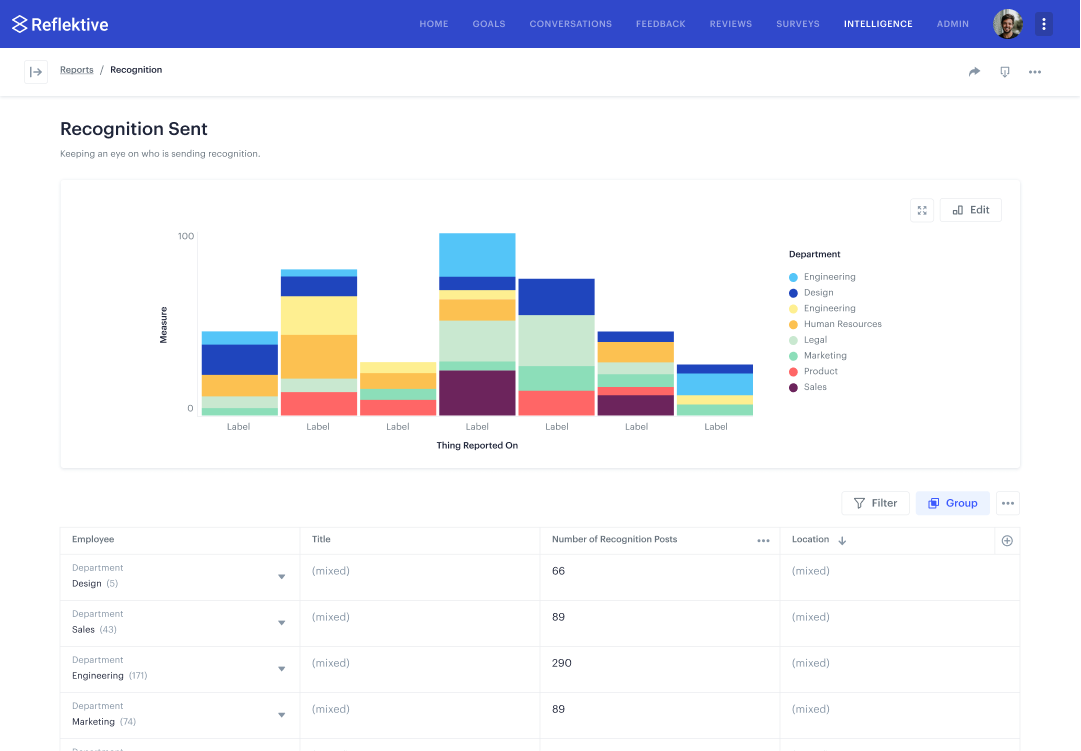 Reflektive
HOME GOALS CONVERSATIONS FEEDBACK REVIEWS SURVEYS INTELLIGENCE ADMIN
Reports / Recognition
Recognition Sent
Keeping an eye on who is sending recognition.
Edit
100
0
Measure
Label Label Label Label Label Label Label
Thing Reported On
Department
Engineering
Design
Engineering
Human Resources
Legal
Marketing
Product
Sales
Filter Group
Employee Title Number of Recognition Posts Location
Department
Design (5) (mixed) 66 (mixed)
Department
Sales (43) (mixed) 89 (mixed)
Department
Engineering (171) (mixed) 290 (mixed)
Department
Marketing (74) (mixed) 89 (mixed)